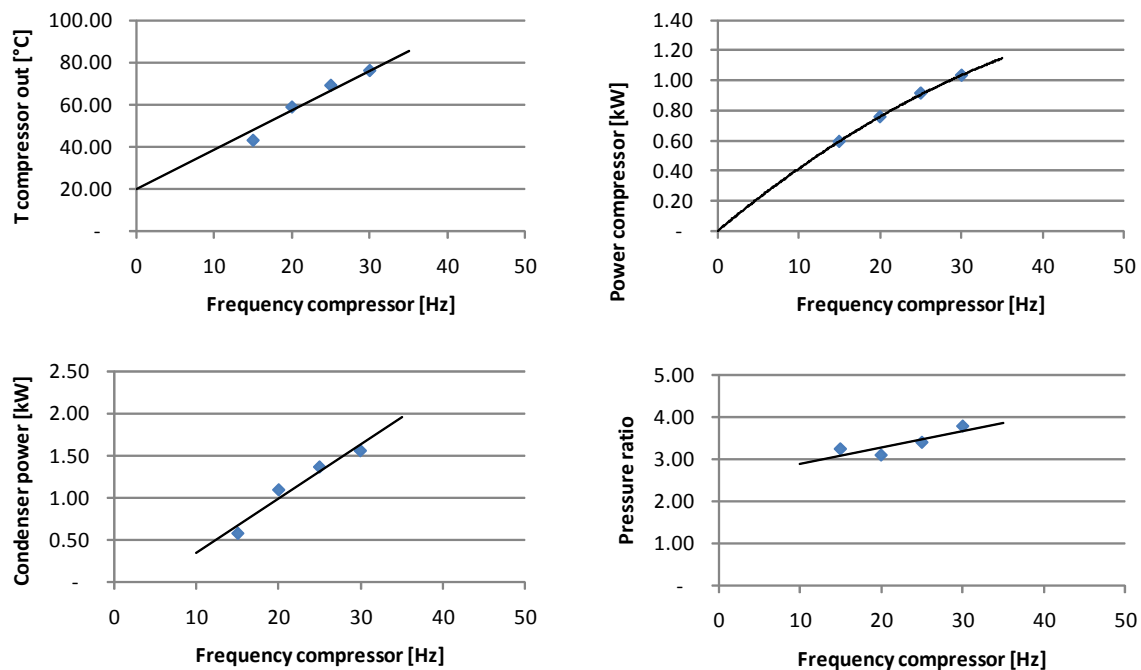 T compressor out [°C]
100.00
80.00
60.00
40.00
20.00
-
0 10 20 30 40 50
Frequency compressor [Hz]
Power compressor [kW]
1.40
1.20
1.00
0.80
0.60
0.40
0.20
-
0 10 20 30 40 50
Frequency compressor [Hz]
Condenser power [kW]
2.50
2.00
1.50
1.00
0.50
-
0 10 20 30 40 50
Frequency compressor [Hz]
Pressure ratio
5.00
4.00
3.00
2.00
1.00
-
0 10 20 30 40 50
Frequency compressor [Hz]